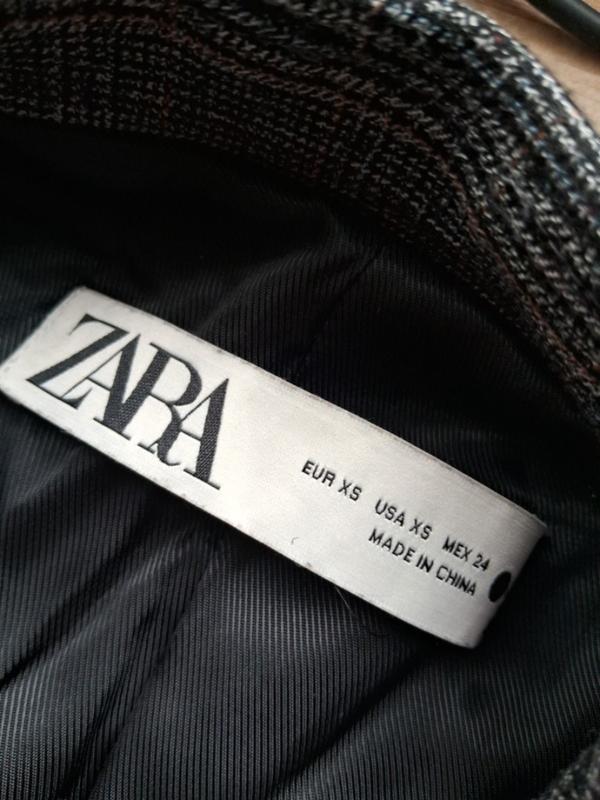 ZARA
EUR XS USA XS MEX 24
MADE IN CHINA